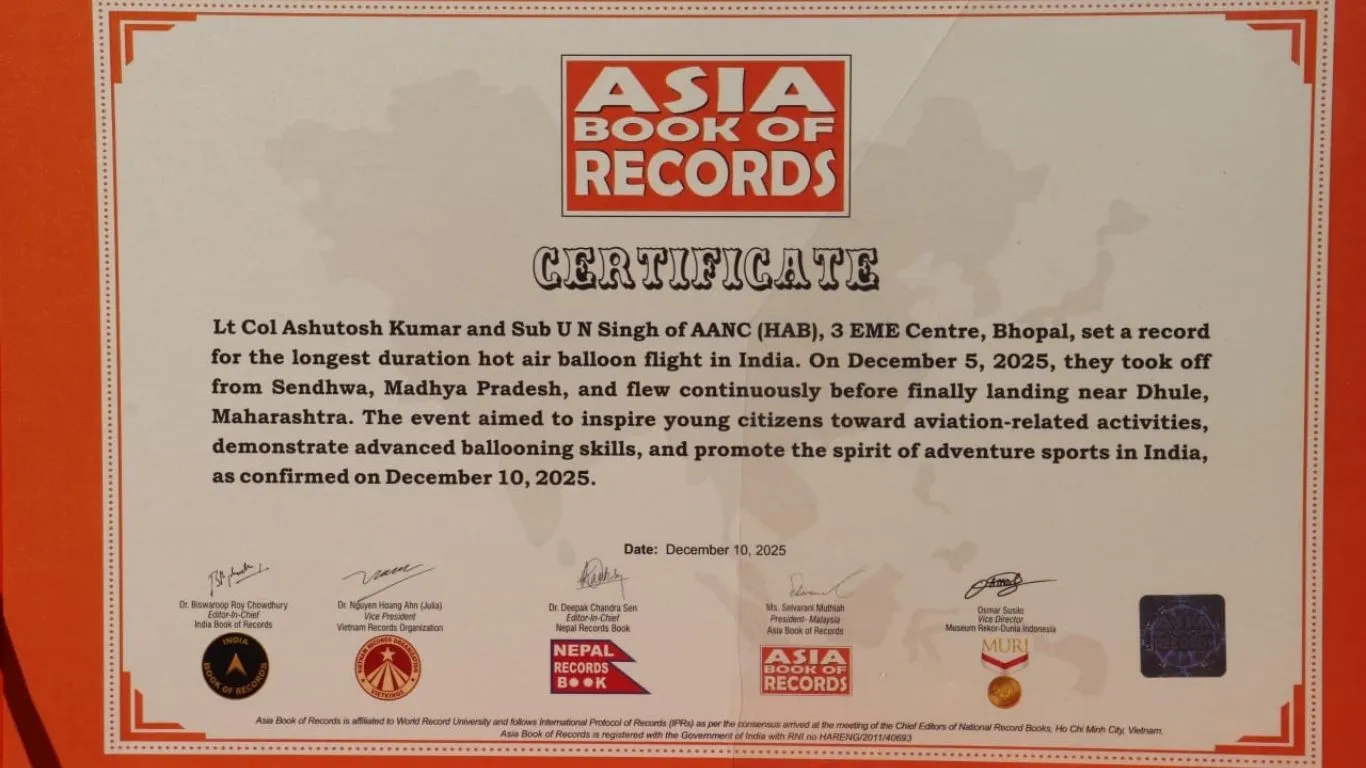 ASIA
BOOK OF
RECORDS
CERTIFICATE
Lt Col Ashutosh Kumar and Sub U N Singh of AANC (HAB), 3 EME Centre, Bhopal, set a record
for the longest duration hot air balloon flight in India. On December 5, 2025, they took off
from Sendhwa, Madhya Pradesh, and flew continuously before finally landing near Dhule,
Maharashtra. The event aimed to inspire young citizens toward aviation-related activities,
demonstrate advanced ballooning skills, and promote the spirit of adventure sports in India,
as confirmed on December 10, 2025.
Date: December 10, 2025
Dr. Biswaroop Roy Chowdhury
Editor-In-Chief
India Book of Records
INDIA
BOOK OF RECORDS
Dr. Nguyen Hoang Ahn (Julia)
Vice President
Vietnam Records Organization
VIETNAM RECORDS ORGANIZATION
VIETKINGS
Dr. Deepak Chandra Sen
Editor-in-Chief
Nepal Records Book
NEPAL
RECORDS
BOOK
Ms. Selvarani Muthiah
President- Malaysia
Asia Book of Records
ASIA
BOOK OF
RECORDS
Osmar Susilo
Vice Director
Museum Rekor-Dunia Indonesia
MURI
ASIA
Asia Book of Records is affiliated to World Record University and follows International Protocol of Records (IPRs) as per the consensus arrived at the meeting of the Chief Editors of National Record Books, Ho Chi Minh City, Vietnam.
Asia Book of Records is registered with the Government of India with RNI no HARENG/2011/40693